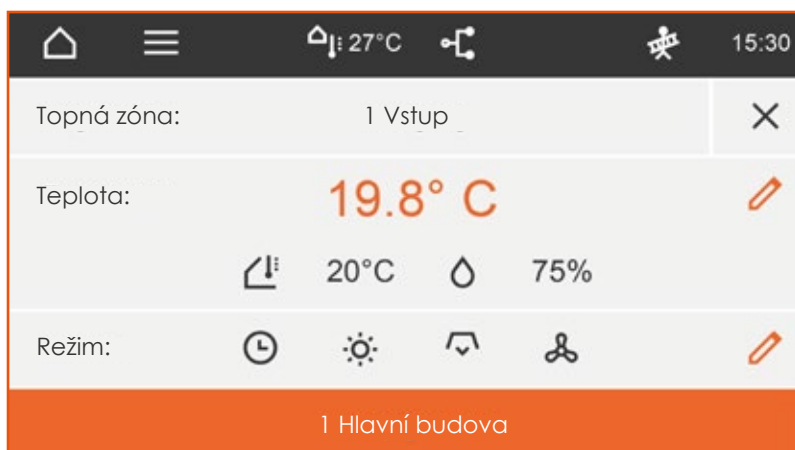 27°C 15:30
Topná zóna: 1 Vstup
Teplota: 19.8° C
20°C 75%
Režim:
1 Hlavní budova